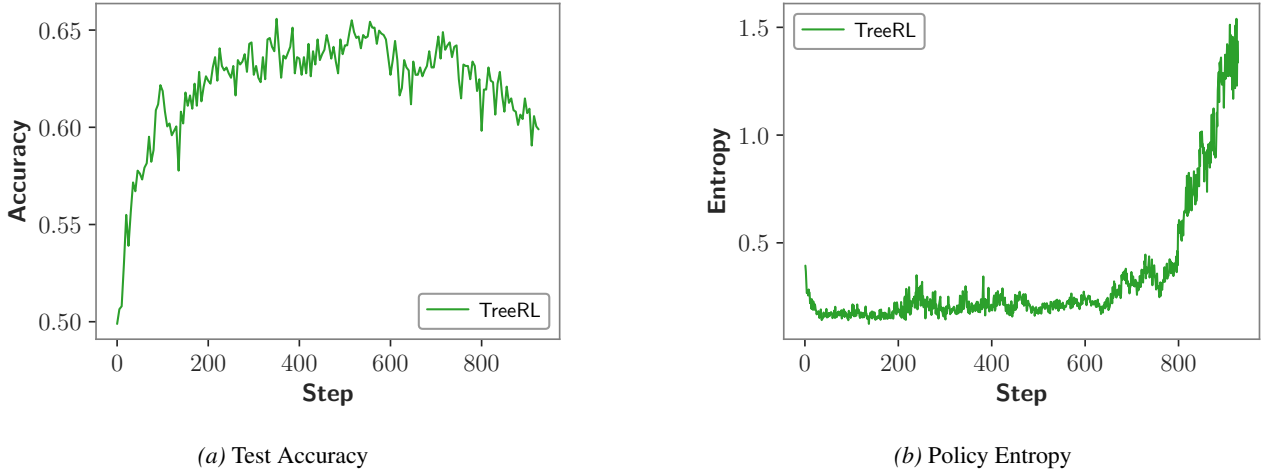 0.65
0.60
0.55
0.50
Accuracy
TreeRL
0 200 400 600 800
Step
(a) Test Accuracy
1.5
1.0
0.5
Entropy
TreeRL
0 200 400 600 800
Step
(b) Policy Entropy